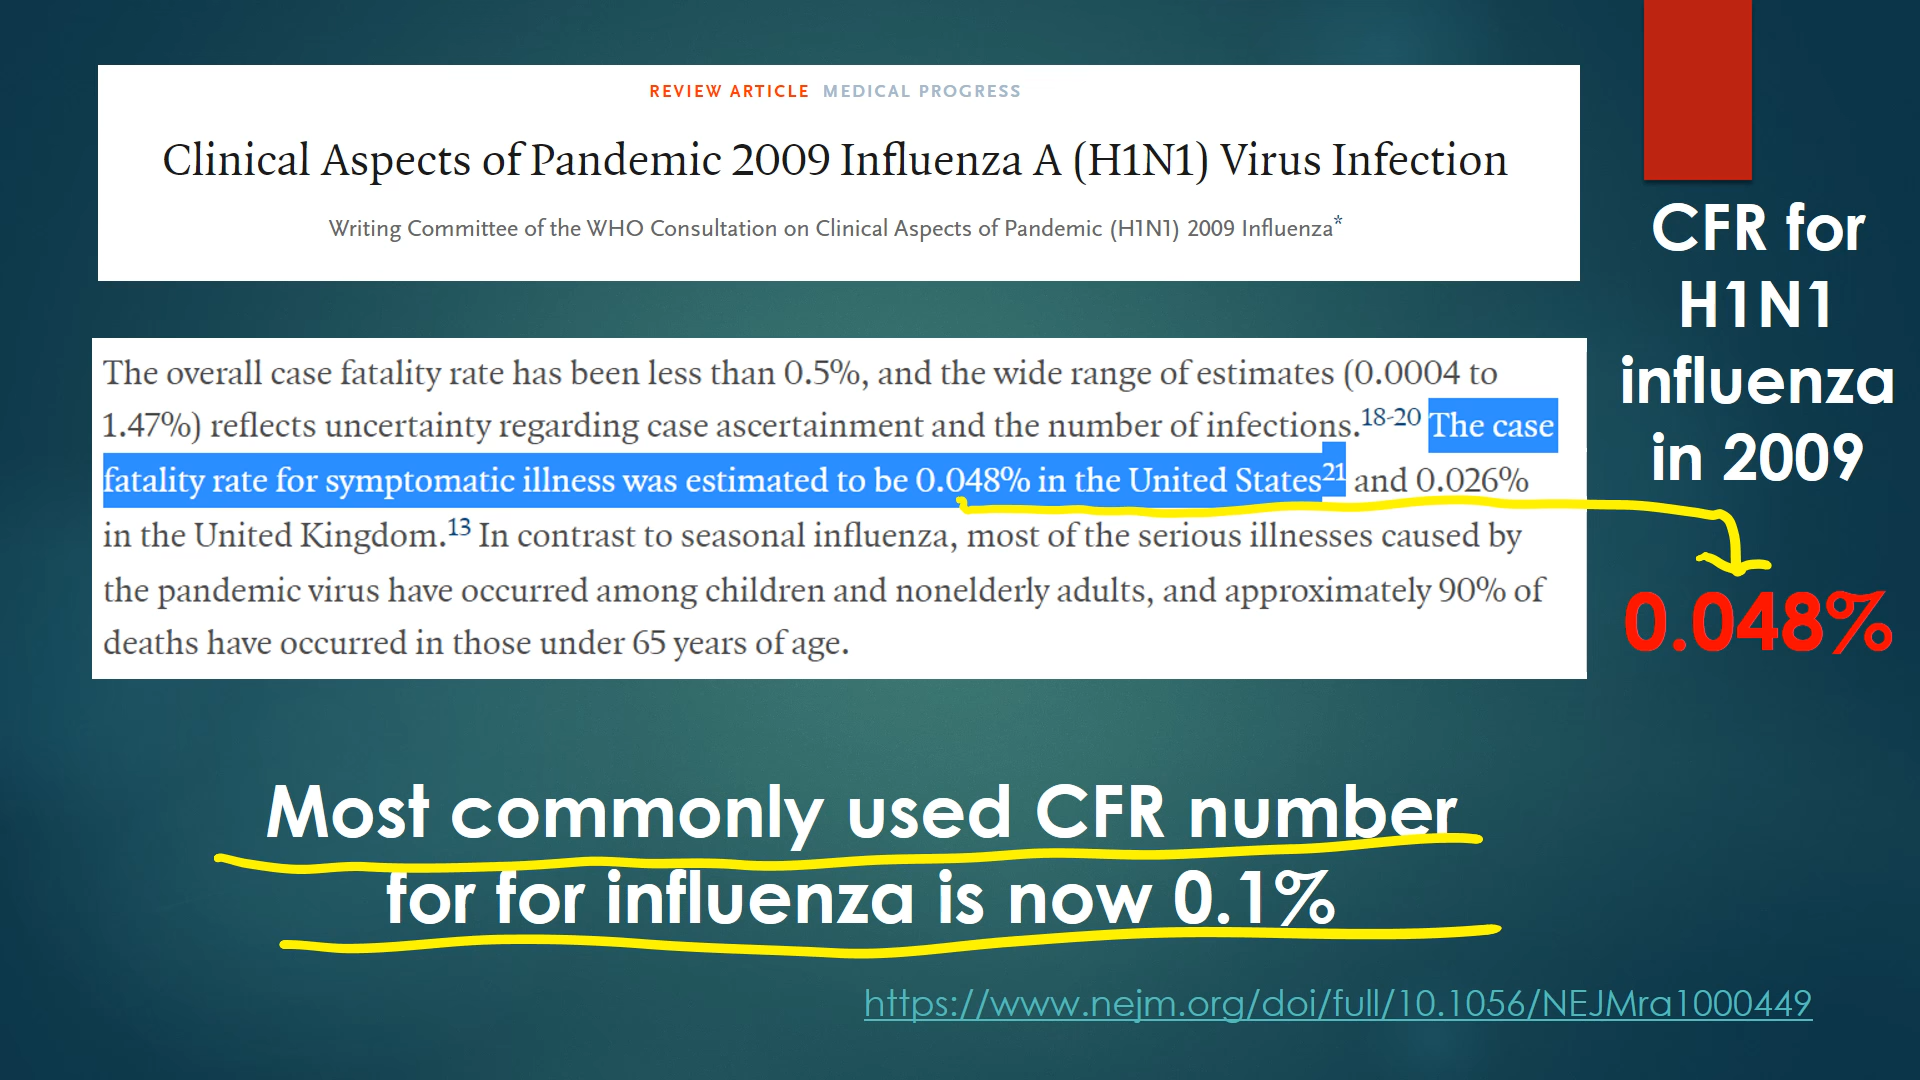 REVIEW ARTICLE MEDICAL PROGRESS
Clinical Aspects of Pandemic 2009 Influenza A (H1N1) Virus Infection
Writing Committee of the WHO Consultation on Clinical Aspects of Pandemic (H1N1) 2009 Influenza*
The overall case fatality rate has been less than 0.5%, and the wide range of estimates (0.0004 to
1.47%) reflects uncertainty regarding case ascertainment and the number of infections.18-20 The case
fatality rate for symptomatic illness was estimated to be 0.048% in the United States21 and 0.026%
in the United Kingdom.13 In contrast to seasonal influenza, most of the serious illnesses caused by
the pandemic virus have occurred among children and nonelderly adults, and approximately 90% of
deaths have occurred in those under 65 years of age.
CFR for
H1N1
influenza
in 2009
0.048%
Most commonly used CFR number
for for influenza is now 0.1%
https://www.nejm.org/doi/full/10.1056/NEJMra1000449